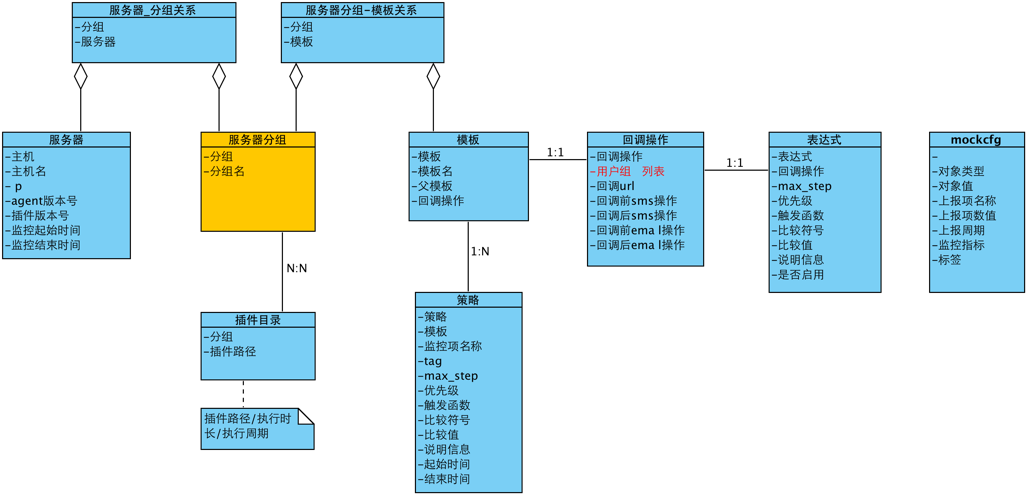 服务器_分组关系
-分组
-服务器
服务器分组-模板关系
-分组
-模板
服务器
-主机
-主机名
- p
-agent版本号
-插件版本号
-监控起始时间
-监控结束时间
服务器分组
-分组
-分组名
模板
-模板
-模板名
-父模板
-回调操作
1:1
回调操作
-回调操作
-用户组 列表
-回调url
-回调前sms操作
-回调后sms操作
-回调前ema l操作
-回调后ema l操作
1:1
表达式
-表达式
-回调操作
-max_step
-优先级
-触发函数
-比较符号
-比较值
-说明信息
-是否启用
mockcfg
-
-对象类型
-对象值
-上报项名称
-上报项数值
-上报周期
-监控指标
-标签
N:N
1:N
插件目录
-分组
-插件路径
插件路径/执行时
长/执行周期
策略
-策略
-模板
-监控项名称
-tag
-max_step
-优先级
-触发函数
-比较符号
-比较值
-说明信息
-起始时间
-结束时间